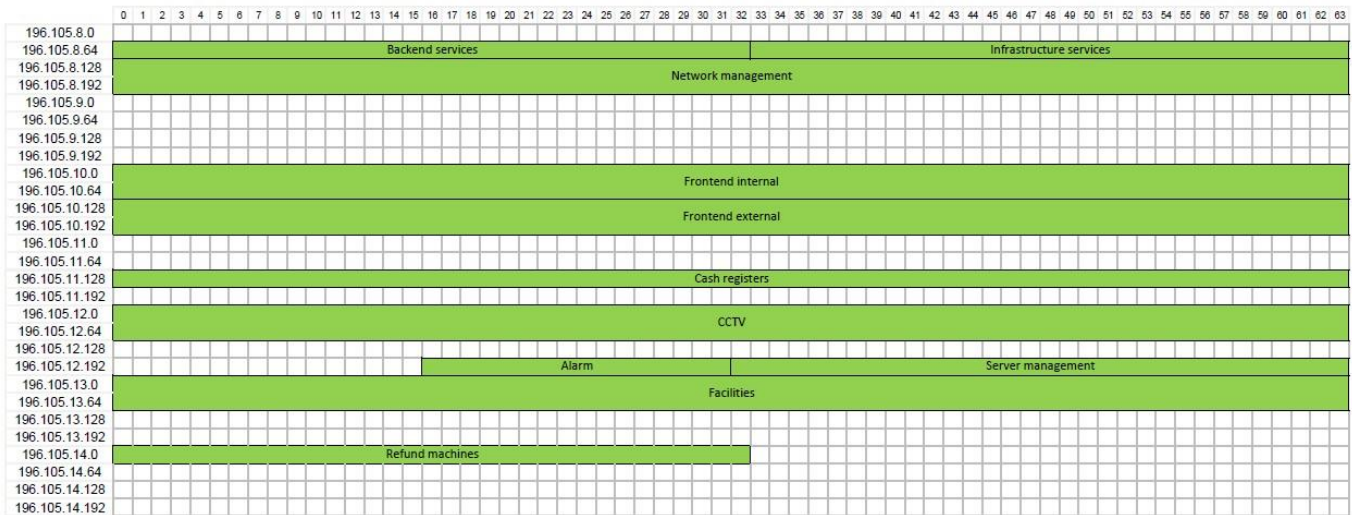 0 1 2 3 4 5 6 7 8 9 10 11 12 13 14 15 16 17 18 19 20 21 22 23 24 25 26 27 28 29 30 31 32 33 34 35 36 37 38 39 40 41 42 43 44 45 46 47 48 49 50 51 52 53 54 55 56 57 58 59 60 61 62 63
196.105.8.0
196.105.8.64 Backend services Infrastructure services
196.105.8.128
Network management
196.105.8.192
196.105.9.0
196.105.9.64
196.105.9.128
196.105.9.192
196.105.10.0
Frontend internal
196.105.10.64
196.105.10.128
Frontend external
196.105.10.192
196.105.11.0
196.105.11.64
196.105.11.128 Cash registers
196.105.11.192
196.105.12.0
CCTV
196.105.12.64
196.105.12.128
196.105.12.192 Alarm Server management
196.105.13.0
Facilities
196.105.13.64
196.105.13.128
196.105.13.192
196.105.14.0 Refund machines
196.105.14.64
196.105.14.128
196.105.14.192